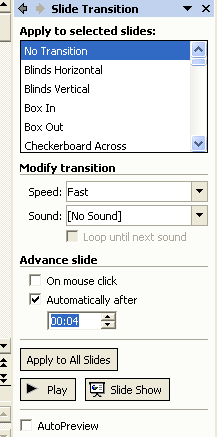 Slide Transition
Apply to selected slides:
No Transition
Blinds Horizontal
Blinds Vertical
Box In
Box Out
Checkerboard Across
Modify transition
Speed: Fast
Sound: [No Sound]
Loop until next sound
Advance slide
On mouse click
Automatically after
00:04
Apply to All Slides
Play Slide Show
AutoPreview